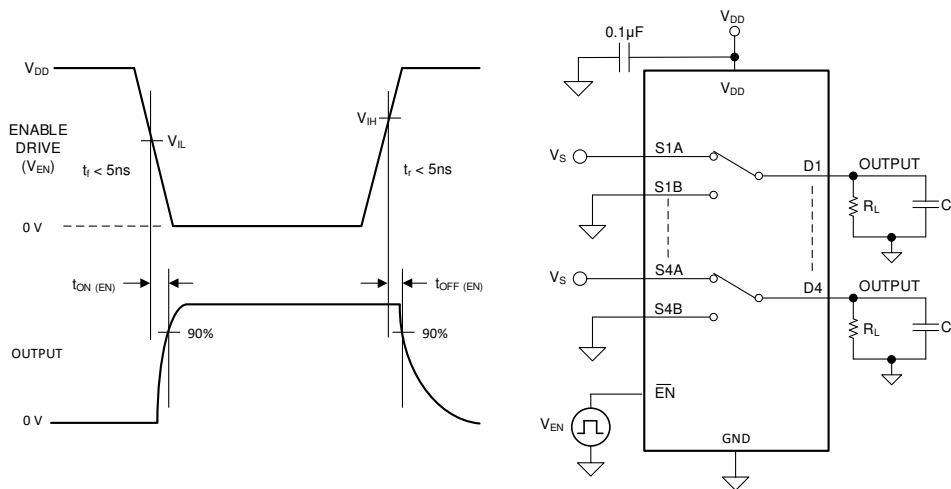 V_DD
ENABLE
DRIVE
(V_EN)
t_f < 5ns
V_IL
V_IH
t_r < 5ns
0 V
t_ON (EN)
t_OFF (EN)
90%
90%
OUTPUT
0 V
V_DD
0.1µF
V_DD
V_S
S1A
D1
OUTPUT
S1B
R_L
C
V_S
S4A
D4
OUTPUT
S4B
R_L
C
E̅N̅
V_EN
GND